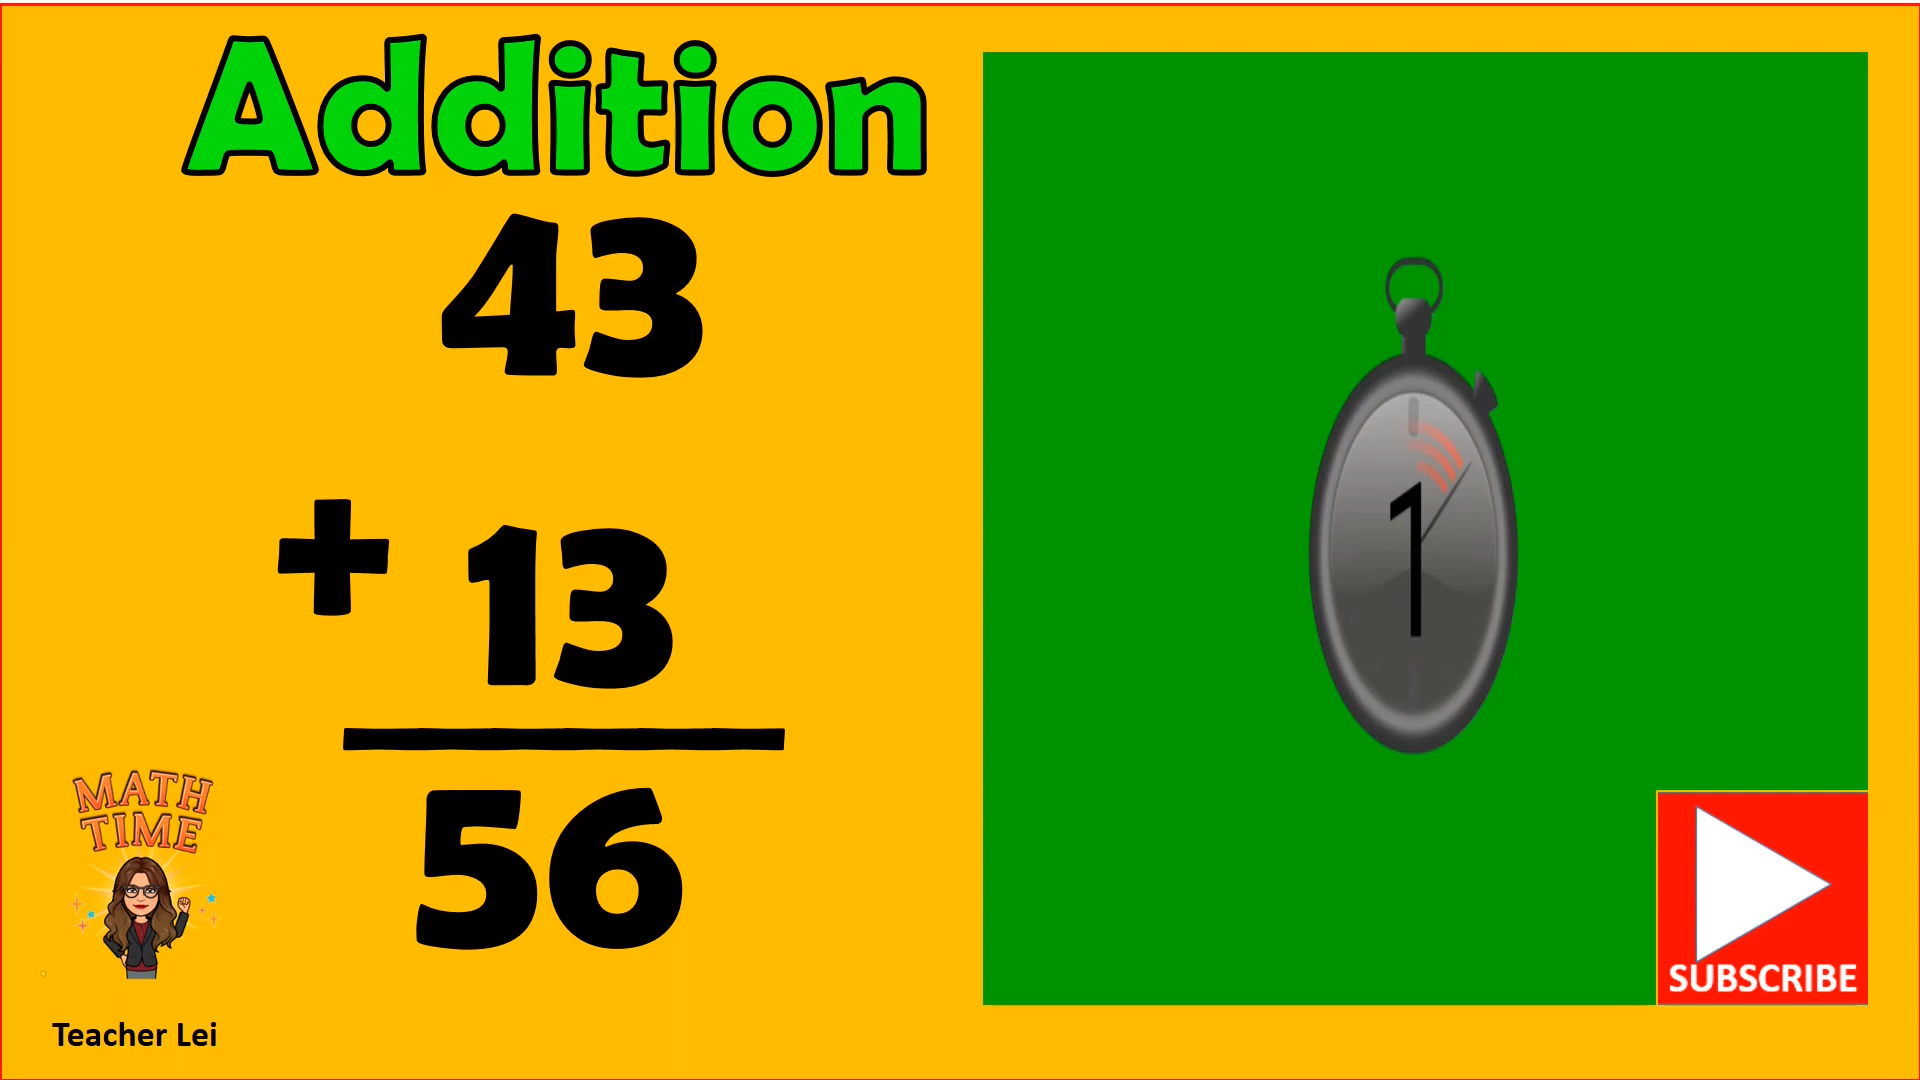 Addition
43
+ 13
56
1
MATH
TIME
Teacher Lei
SUBSCRIBE